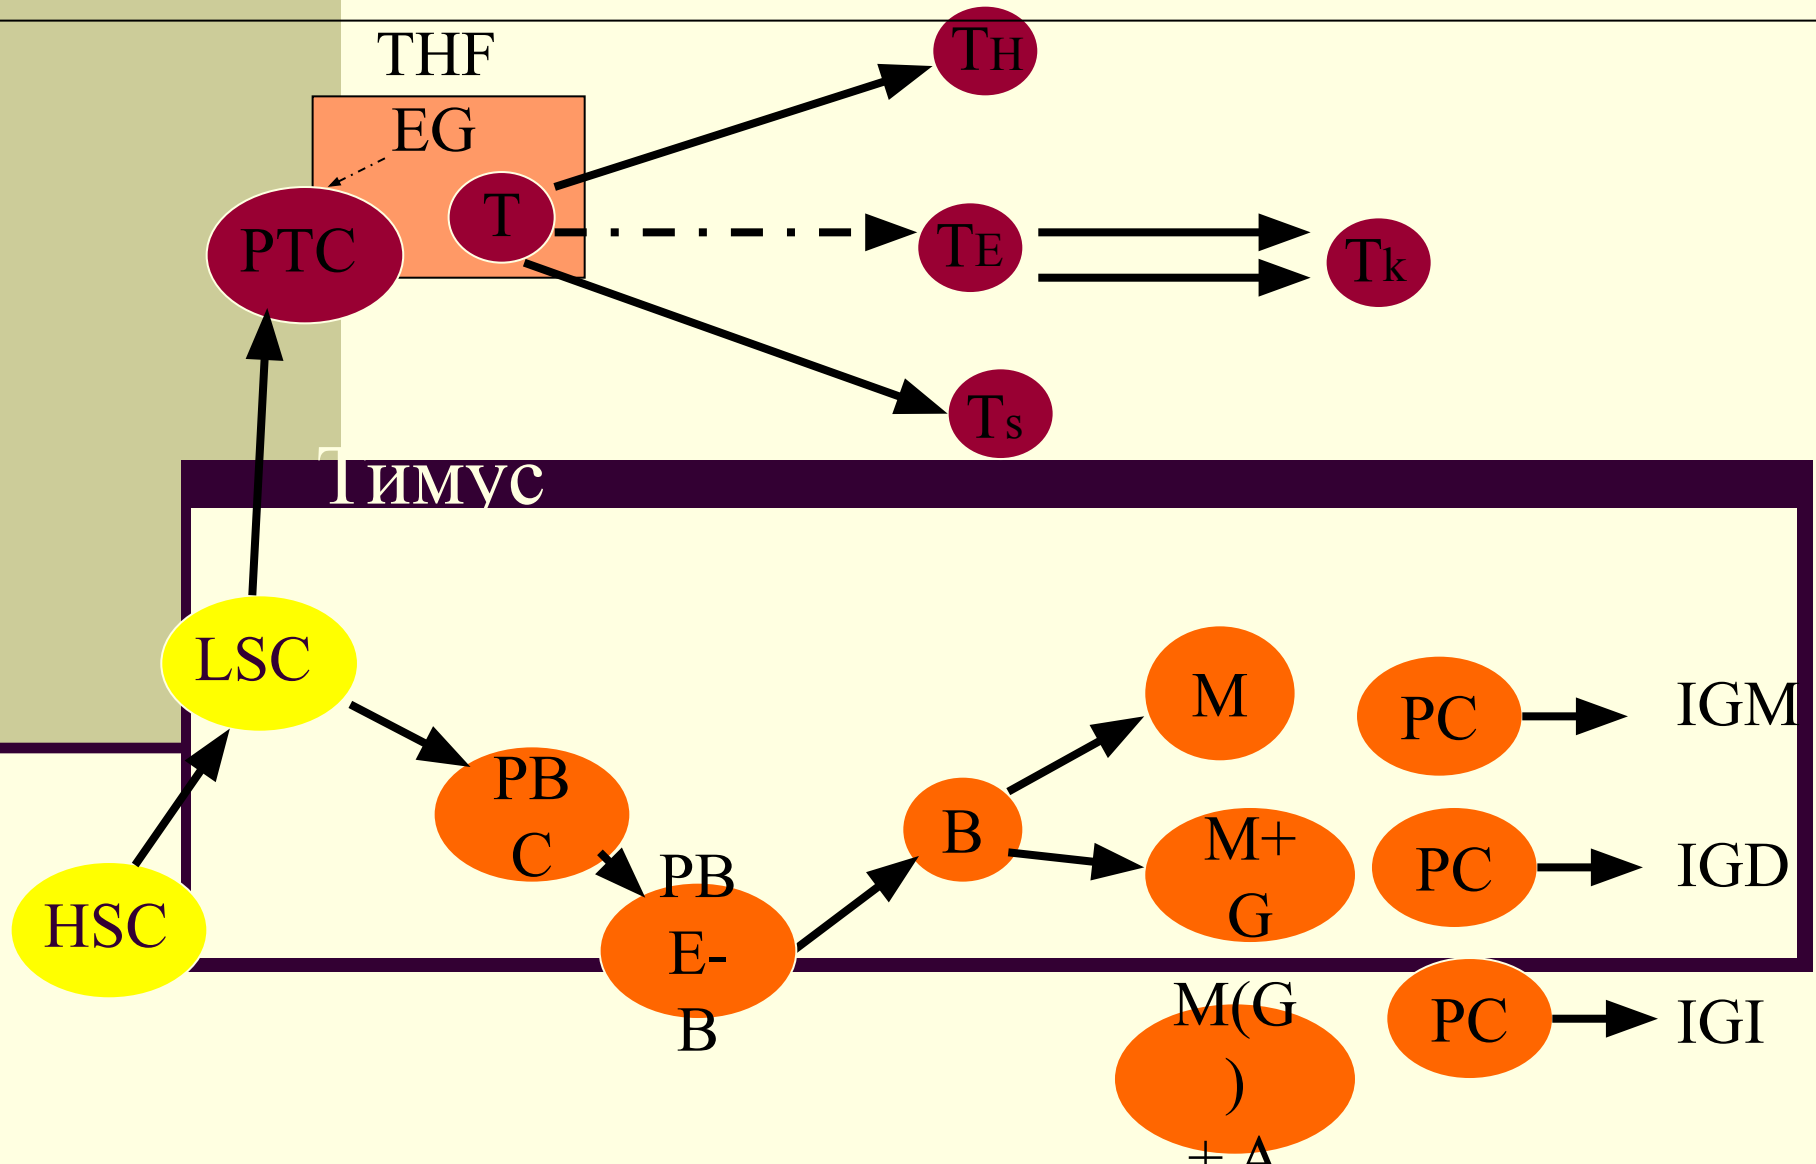 THF
TH
EG
T
PTC
TE
Tk
Ts
Тимус
LSC
M
PC
IGM
PB
C
B
M+
G
PC
IGD
HSC
PB
E-
B
M(G
)
+ A
PC
IGI